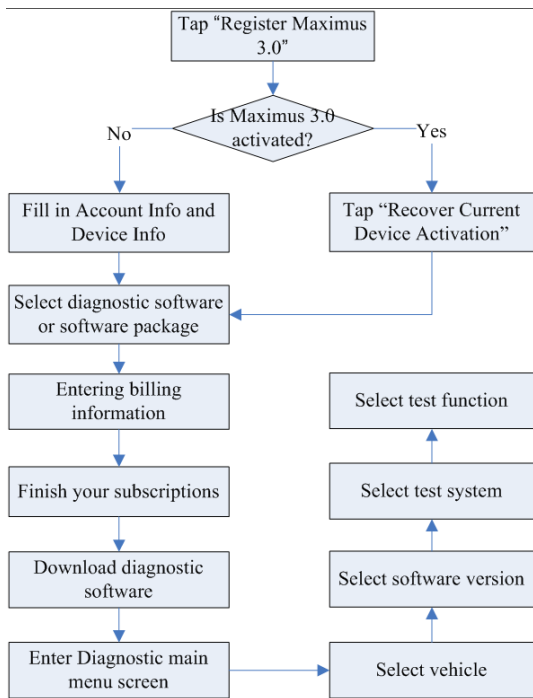 Tap “Register Maximus
3.0”
Is Maximus 3.0
activated?
No
Yes
Fill in Account Info and
Device Info
Tap “Recover Current
Device Activation”
Select diagnostic software
or software package
Entering billing
information
Finish your subscriptions
Download diagnostic
software
Enter Diagnostic main
menu screen
Select vehicle
Select software version
Select test system
Select test function